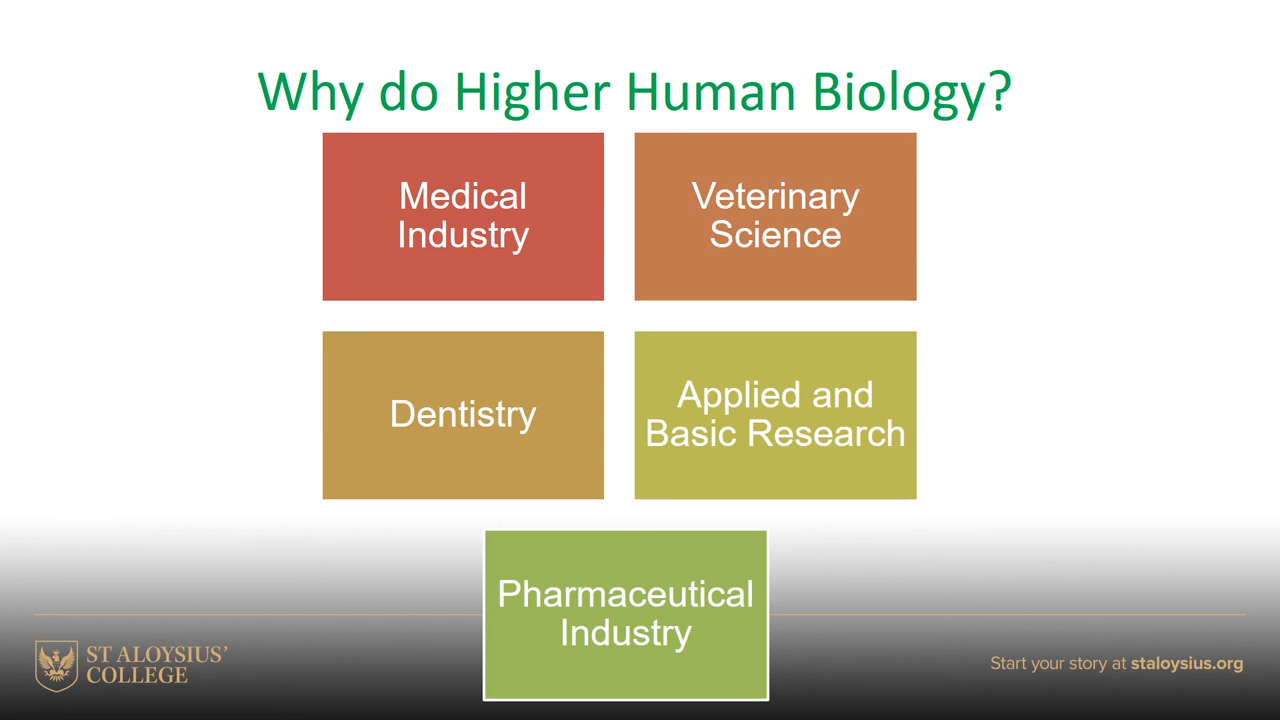 Why do Higher Human Biology?
Medical
Industry
Veterinary
Science
Dentistry
Applied and
Basic Research
Pharmaceutical
Industry
ST ALOYSIUS'
COLLEGE
Start your story at staloysius.org